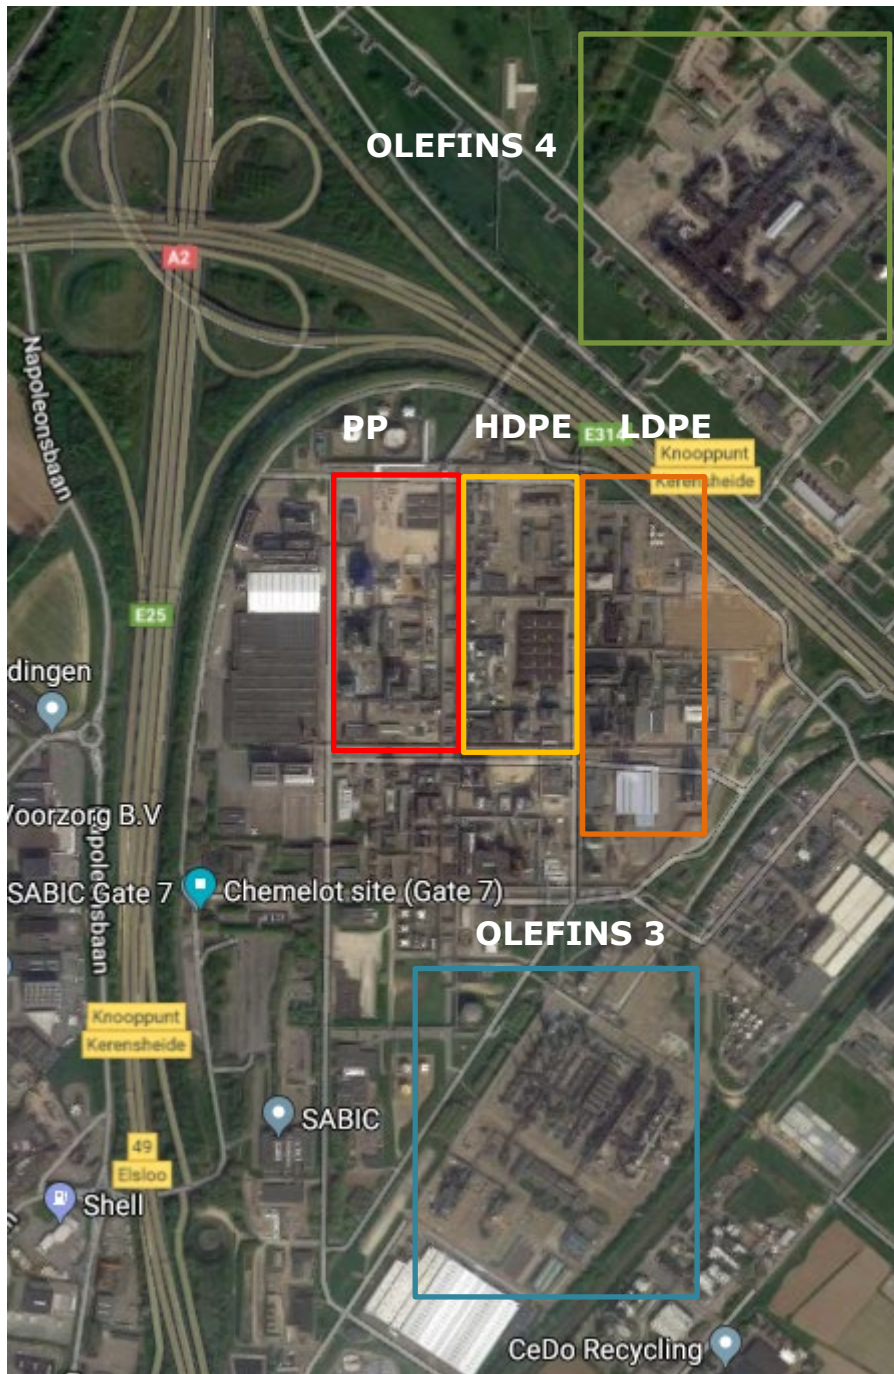 OLEFINS 4
A2
Napoleonsbaan
PP
HDPE
E314
LDPE
Knooppunt
Kerensheide
E25
dingen
Voorzorg B.V
Napoleonsbaan
SABIC Gate 7
Chemelot site (Gate 7)
OLEFINS 3
Knooppunt
Kerensheide
SABIC
49
Elsloo
Shell
CeDo Recycling